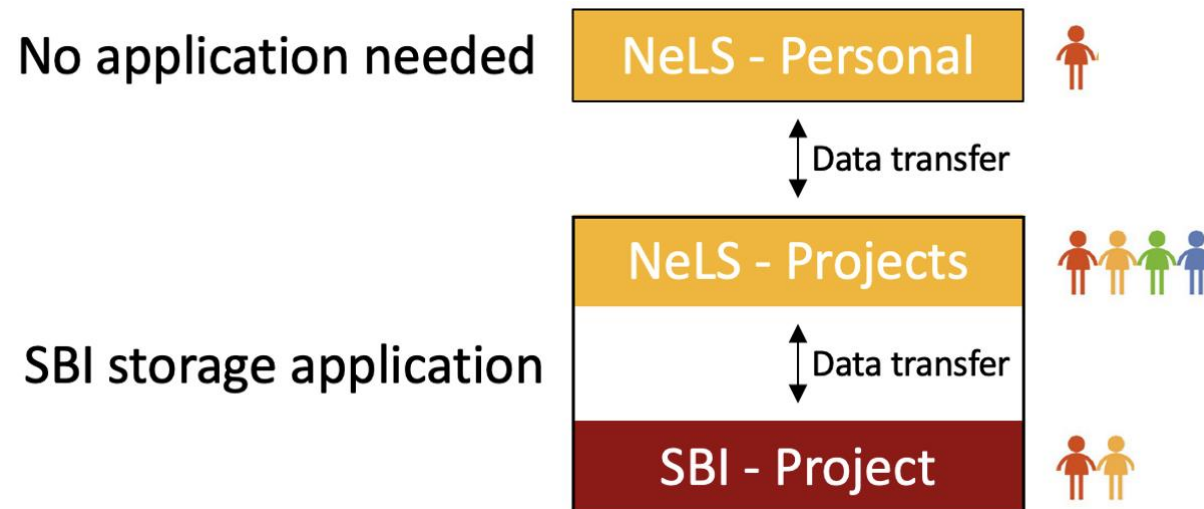 No application needed
NeLS - Personal
Data transfer
NeLS - Projects
SBI storage application
Data transfer
SBI - Project